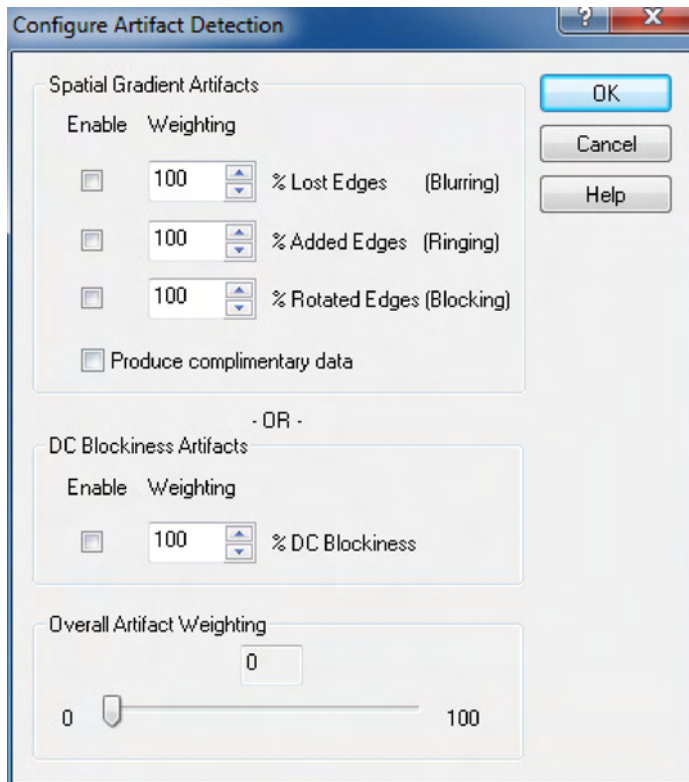 Configure Artifact Detection
?
X
Spatial Gradient Artifacts
OK
Enable Weighting
Cancel
100 % Lost Edges (Blurring)
Help
100 % Added Edges (Ringing)
100 % Rotated Edges (Blocking)
Produce complimentary data
- OR -
DC Blockiness Artifacts
Enable Weighting
100 % DC Blockiness
Overall Artifact Weighting
0
0 100